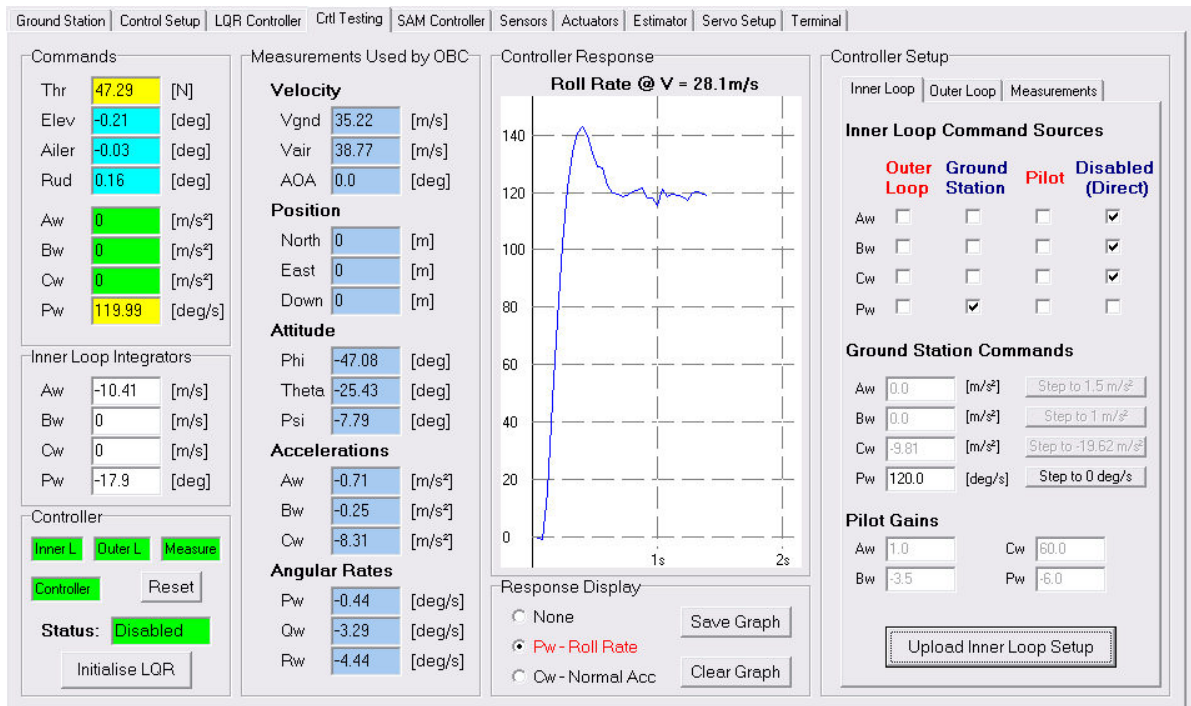 Ground Station Control Setup LQR Controller Crtl Testing SAM Controller Sensors Actuators Estimator Servo Setup Terminal
Commands
Thr 47.29 [N]
Elev -0.21 [deg]
Ailer -0.03 [deg]
Rud 0.16 [deg]
Aw 0 [m/s²]
Bw 0 [m/s²]
Cw 0 [m/s²]
Pw 119.99 [deg/s]
Inner Loop Integrators
Aw -10.41 [m/s]
Bw 0 [m/s]
Cw 0 [m/s]
Pw -17.9 [deg]
Controller
Inner L Outer L Measure
Controller Reset
Status: Disabled
Initialise LQR
Measurements Used by OBC
Velocity
Vgnd 35.22 [m/s]
Vair 38.77 [m/s]
AOA 0.0 [deg]
Position
North 0 [m]
East 0 [m]
Down 0 [m]
Attitude
Phi -47.08 [deg]
Theta -25.43 [deg]
Psi -7.79 [deg]
Accelerations
Aw -0.71 [m/s²]
Bw -0.25 [m/s²]
Cw -8.31 [m/s²]
Angular Rates
Pw -0.44 [deg/s]
Qw -3.29 [deg/s]
Rw -4.44 [deg/s]
Controller Response
Roll Rate @ V = 28.1m/s
140
120
100
80
60
40
20
0
1s 2s
Response Display
None
Pw - Roll Rate
Cw - Normal Acc
Save Graph
Clear Graph
Controller Setup
Inner Loop Outer Loop Measurements
Inner Loop Command Sources
Outer Loop Ground Station Pilot Disabled (Direct)
Aw
Bw
Cw
Pw
Ground Station Commands
Aw 0.0 [m/s²] Step to 1.5 m/s²
Bw 0.0 [m/s²] Step to 1 m/s²
Cw -9.81 [m/s²] Step to -19.62 m/s²
Pw 120.0 [deg/s] Step to 0 deg/s
Pilot Gains
Aw 1.0 Cw 60.0
Bw -3.5 Pw -6.0
Upload Inner Loop Setup